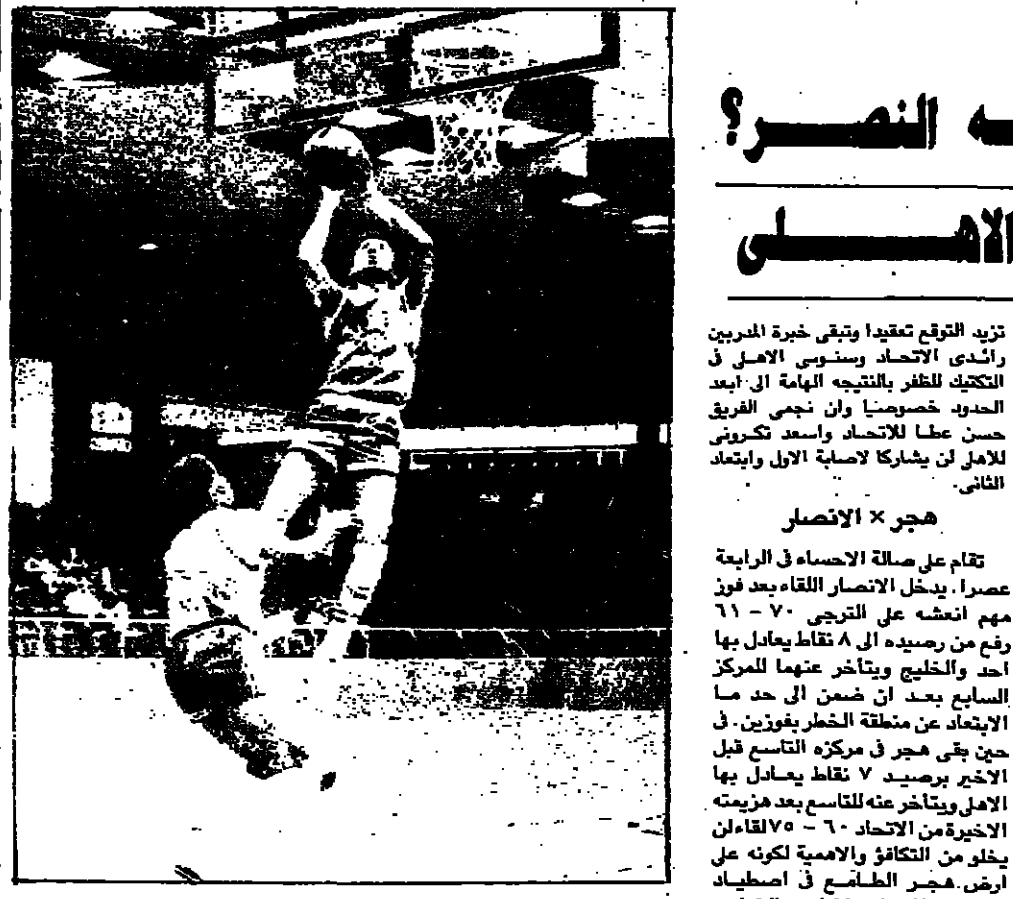 ـه النصـــر؟
الاهـــــــلى
تزيد التوقع تعقيدا وتبقى خبرة المدربين
رائدى الاتحاد وسنوسى الاهلى فى
التكتيك للظفر بالنتيجه الهامة الى ابعد
الحدود خصوصا وان نجمى الفريق
حسن عطا للاتحاد واسعد تكرونى
للاهلى لن يشاركا لاصابة الاول وابتعاد
الثانى.
هجر × الانصار
تقام على صالة الاحساء فى الرابعة
عصرا. يدخل الانصار اللقاء بعد فوز
مهم انعشه على الترجى ٧٠ - ٦١
رفع من رصيده الى ٨ نقاط يعادل بها
احد والخليج ويتأخر عنهما للمركز
السابع بعد ان ضمن الى حد ما
الابتعاد عن منطقة الخطر بفوزين. فى
حين بقى هجر فى مركزه التاسع قبل
الاخير برصيد ٧ نقاط يعادل بها
الاهلى ويتأخر عنه للتاسع بعد هزيمته
الاخيرة من الاتحاد ٦٠ - ٧٥ لقاء لن
يخلو من التكافؤ والاهمية لكونه على
ارض هجر الطامع فى اصطياد